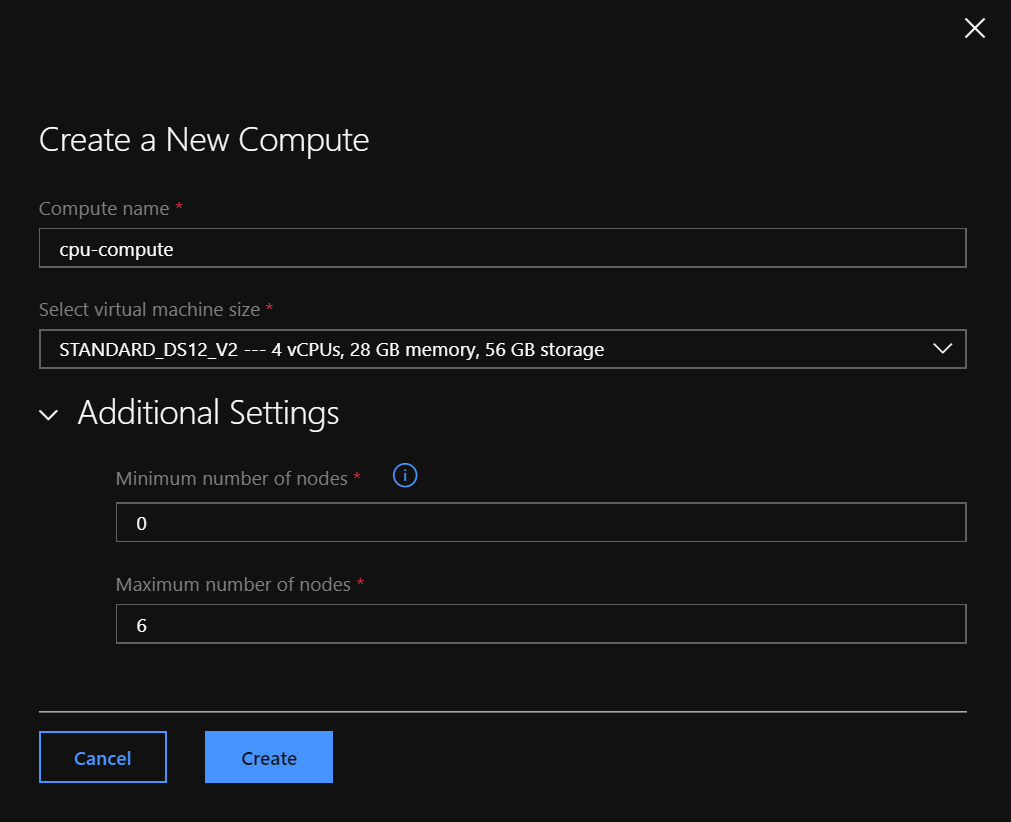 Create a New Compute
Compute name *
cpu-compute
Select virtual machine size *
STANDARD_DS12_V2 --- 4 vCPUs, 28 GB memory, 56 GB storage
Additional Settings
Minimum number of nodes *
0
Maximum number of nodes *
6
Cancel
Create